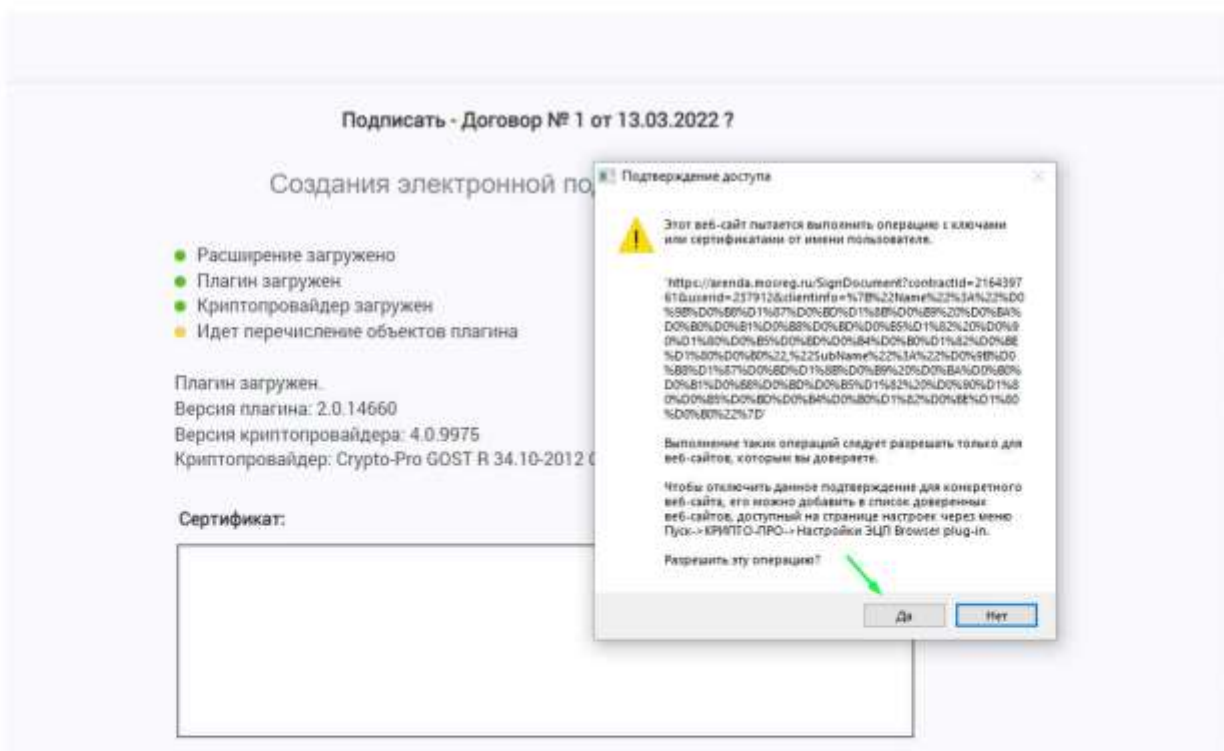 Подписать - Договор № 1 от 13.03.2022 ?
Создания электронной по
Подтверждение доступа
Расширение загружено
Плагин загружен
Криптопровайдер загружен
Идет перечисление объектов плагина
Плагин загружен.
Версия плагина: 2.0.14660
Версия криптопровайдера: 4.0.9975
Криптопровайдер: Crypto-Pro GOST R 34.10-2012
Сертификат:
Этот веб-сайт пытается выполнить операцию с ключами
или сертификатами от имени пользователя.
Выполнение таких операций следует разрешать только для
веб-сайтов, которым вы доверяете.
Чтобы отключить данное подтверждение для конкретного
веб-сайта, его можно добавить в список доверенных
веб-сайтов, доступный на странице настроек через меню
Пуск->КРИПТО-ПРО->Настройки ЭЦП Browser plug-in.
Разрешить эту операцию?
Да
Нет